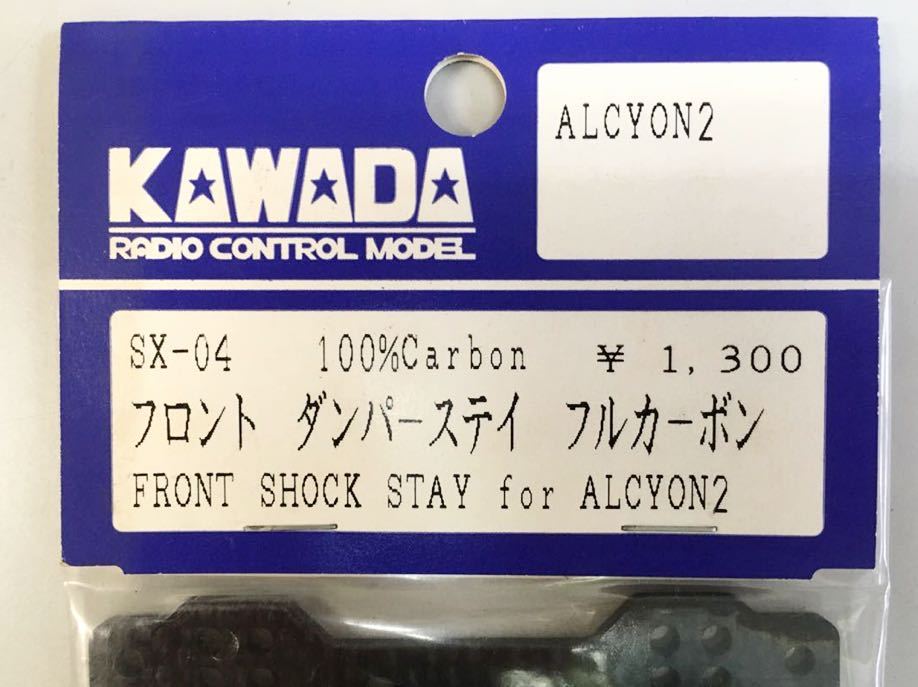 KAWADA
RADIO CONTROL MODEL
ALCYON2
SX-04 100%Carbon ¥ 1,300
フロント ダンパーステイ フルカーボン
FRONT SHOCK STAY for ALCYON2